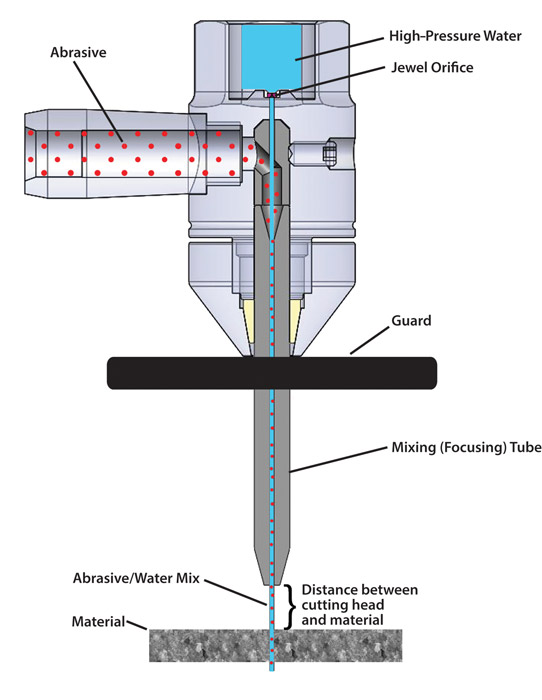 High-Pressure Water
Jewel Orifice
Abrasive
Guard
Mixing (Focusing) Tube
Abrasive/Water Mix
Distance between
cutting head
and material
Material